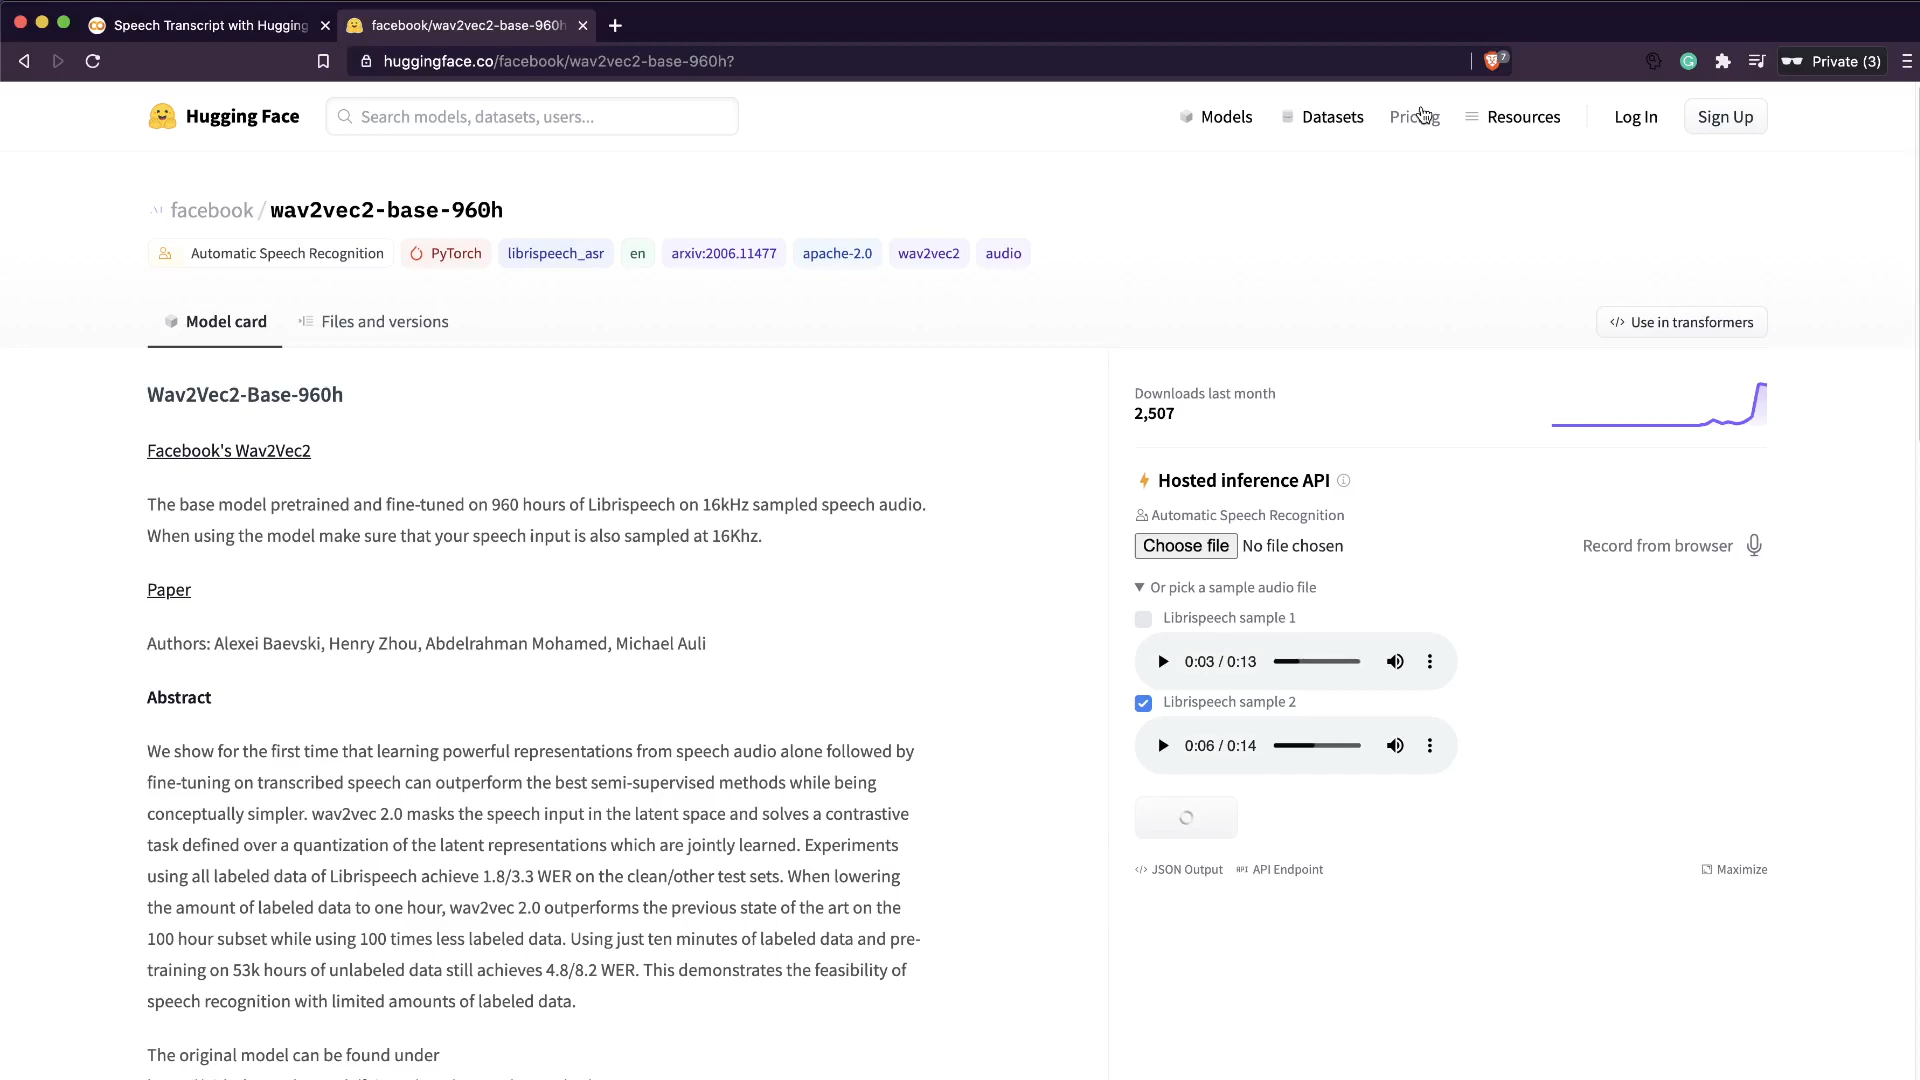 Speech Transcript with Hugging
facebook/wav2vec2-base-960h
huggingface.co/facebook/wav2vec2-base-960h?
7
Private (3)
Hugging Face
Search models, datasets, users...
Models
Datasets
Pricing
Resources
Log In
Sign Up
facebook/wav2vec2-base-960h
Automatic Speech Recognition
PyTorch
librispeech_asr
en
arxiv:2006.11477
apache-2.0
wav2vec2
audio
Model card
Files and versions
</> Use in transformers
Wav2Vec2-Base-960h
Facebook's Wav2Vec2
The base model pretrained and fine-tuned on 960 hours of Librispeech on 16kHz sampled speech audio.
When using the model make sure that your speech input is also sampled at 16Khz.
Paper
Authors: Alexei Baevski, Henry Zhou, Abdelrahman Mohamed, Michael Auli
Abstract
We show for the first time that learning powerful representations from speech audio alone followed by
fine-tuning on transcribed speech can outperform the best semi-supervised methods while being
conceptually simpler. wav2vec 2.0 masks the speech input in the latent space and solves a contrastive
task defined over a quantization of the latent representations which are jointly learned. Experiments
using all labeled data of Librispeech achieve 1.8/3.3 WER on the clean/other test sets. When lowering
the amount of labeled data to one hour, wav2vec 2.0 outperforms the previous state of the art on the
100 hour subset while using 100 times less labeled data. Using just ten minutes of labeled data and pre-
training on 53k hours of unlabeled data still achieves 4.8/8.2 WER. This demonstrates the feasibility of
speech recognition with limited amounts of labeled data.
The original model can be found under
Downloads last month
2,507
Hosted inference API
Automatic Speech Recognition
Choose file No file chosen
Record from browser
Or pick a sample audio file
Librispeech sample 1
0:03 / 0:13
Librispeech sample 2
0:06 / 0:14
</> JSON Output
API API Endpoint
Maximize